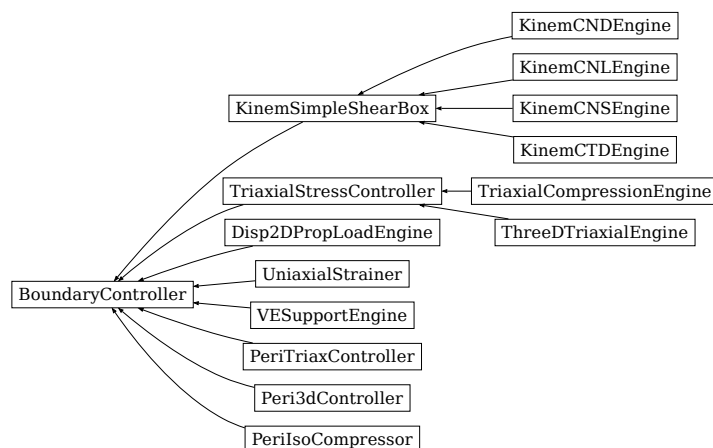 KinemCNDEngine
KinemCNLEngine
KinemSimpleShearBox
KinemCNSEngine
KinemCTDEngine
TriaxialStressController
TriaxialCompressionEngine
Disp2DPropLoadEngine
ThreeDTriaxialEngine
UniaxialStrainer
BoundaryController
VESupportEngine
PeriTriaxController
Peri3dController
PeriIsoCompressor